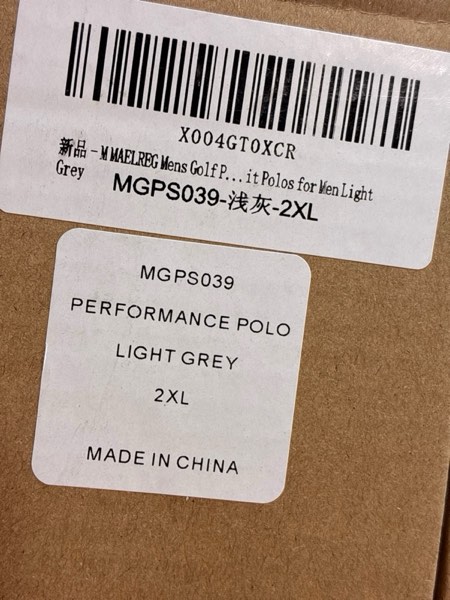 X004GT0XCR
新品 - M MAELREG Mens Golf P...it Polos for Men Light
Grey
MGPS039-浅灰-2XL
MGPS039
PERFORMANCE POLO
LIGHT GREY
2XL
MADE IN CHINA